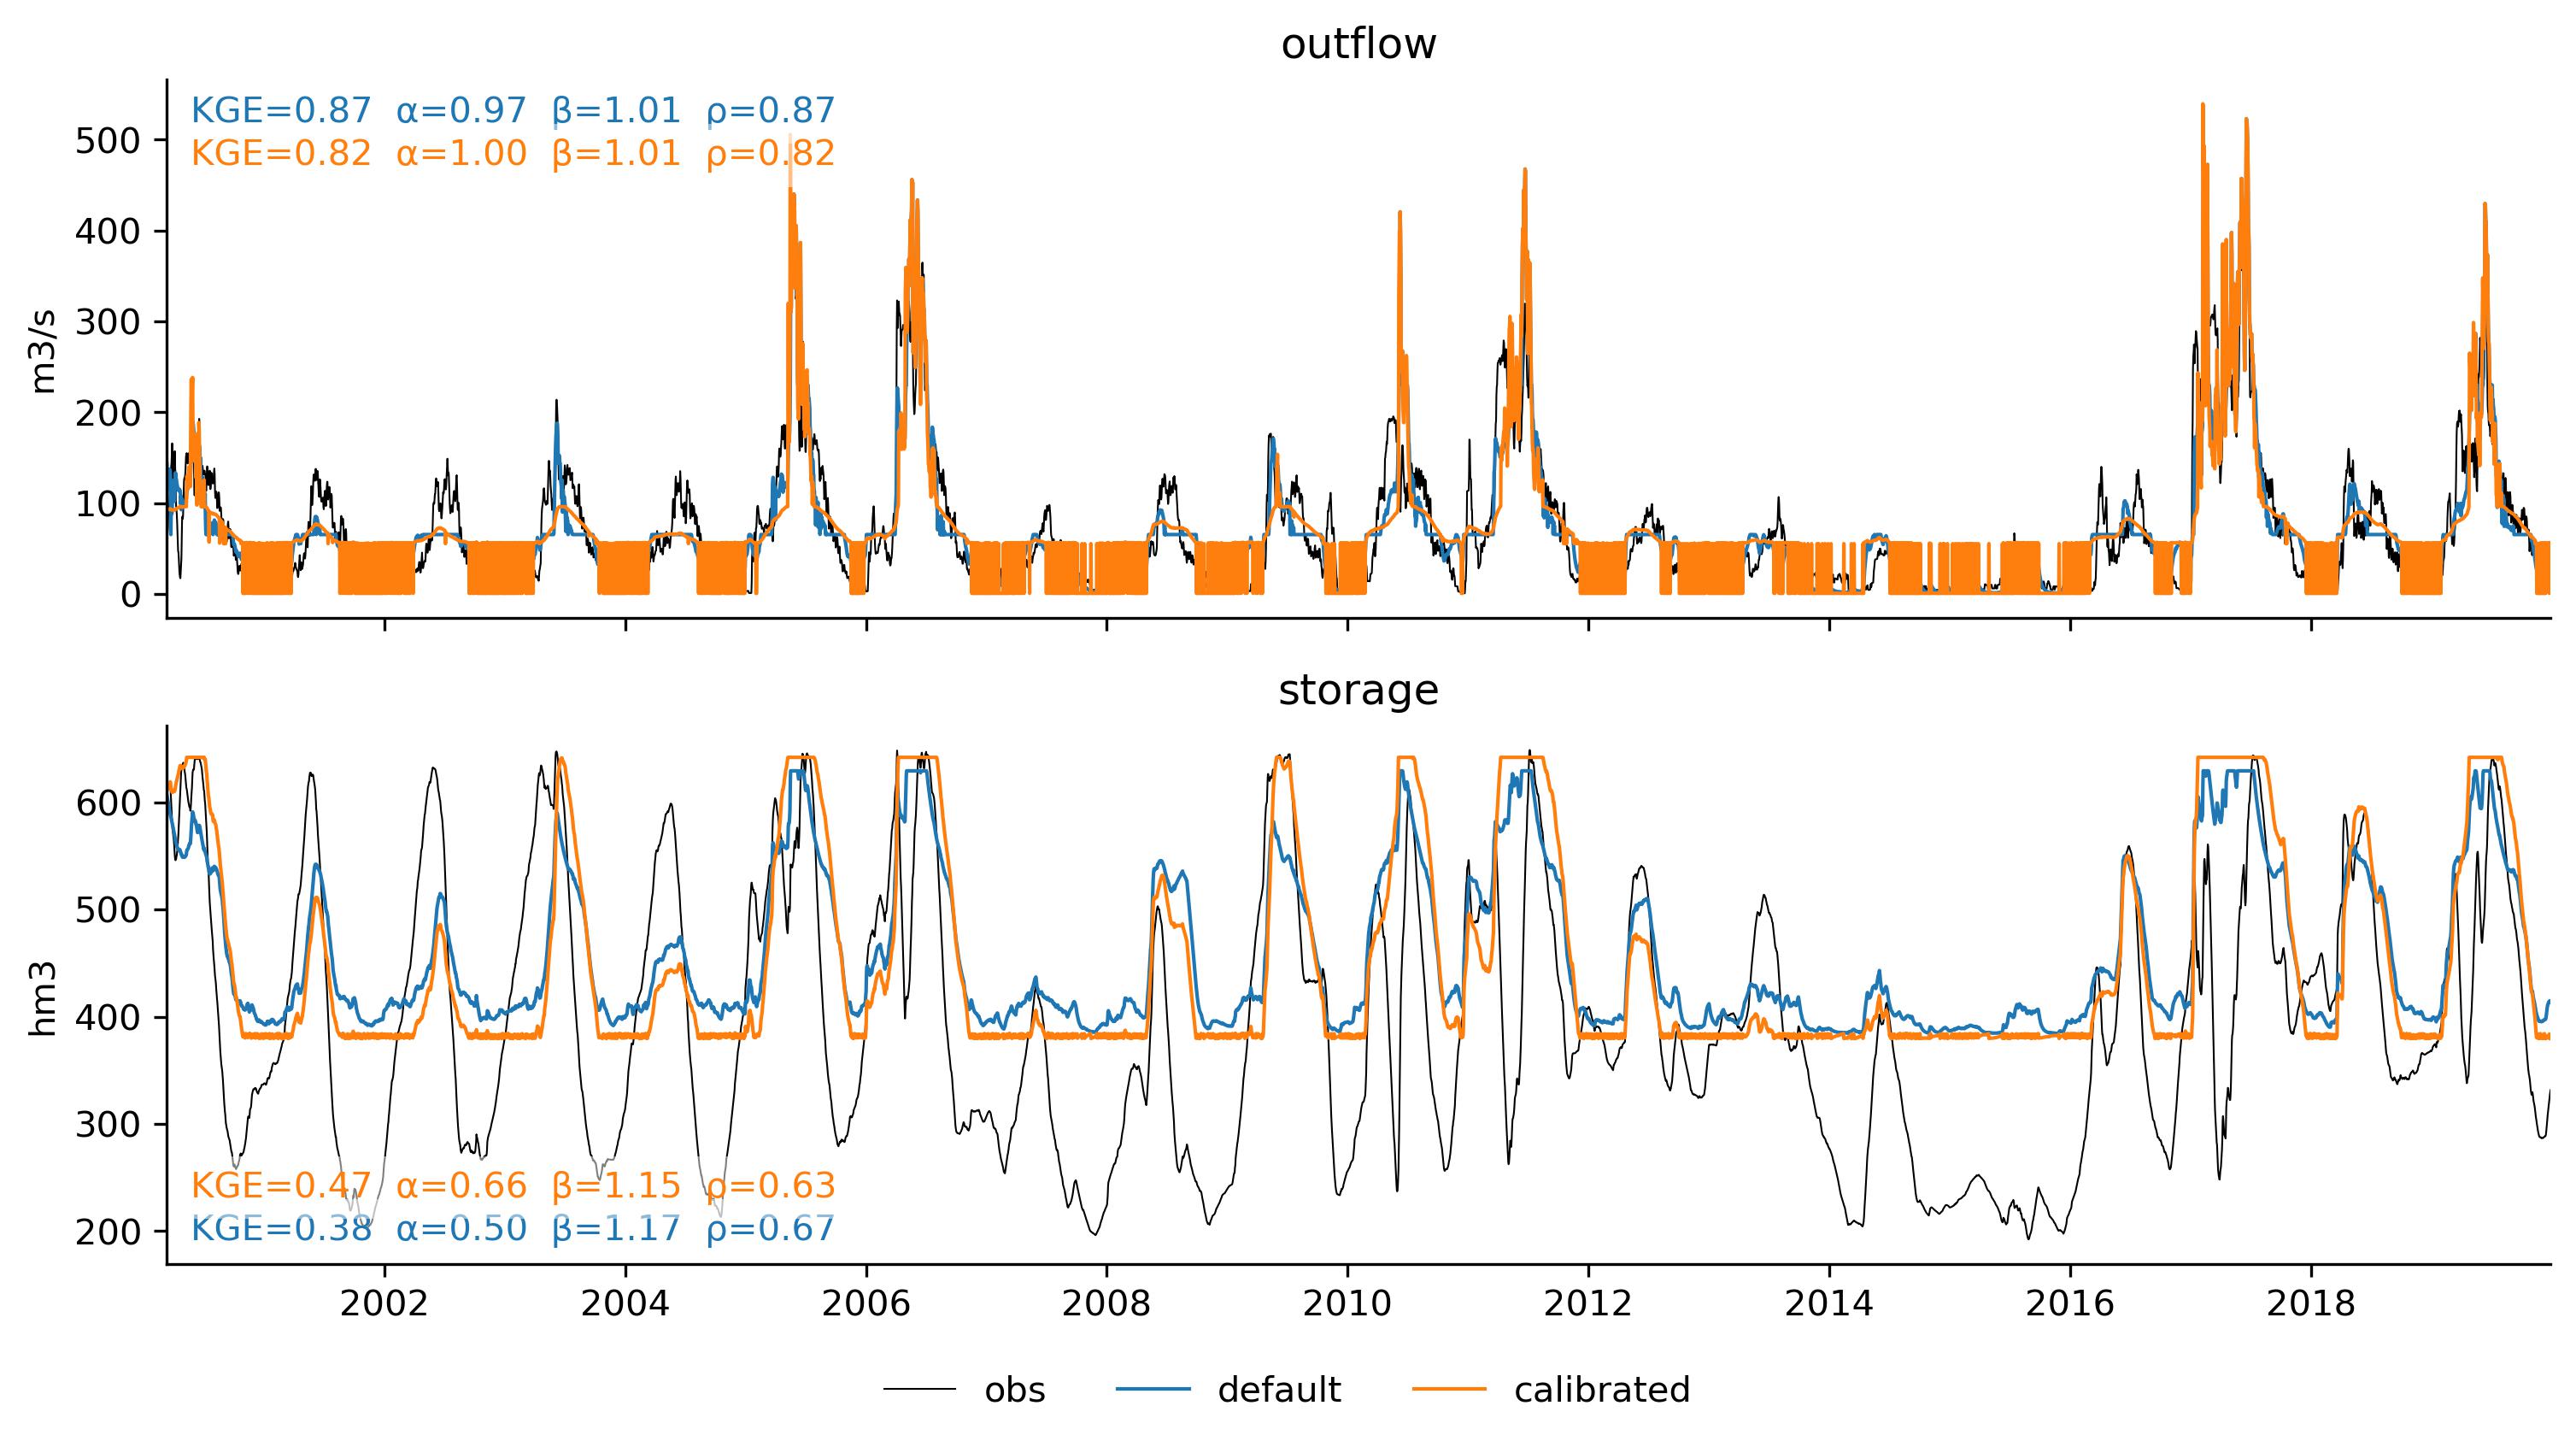 outflow
KGE=0.87 α=0.97 β=1.01 ρ=0.87
KGE=0.82 α=1.00 β=1.01 ρ=0.82
500
400
300
200
100
0
m3/s
storage
600
500
400
300
200
hm3
KGE=0.47 α=0.66 β=1.15 ρ=0.63
KGE=0.38 α=0.50 β=1.17 ρ=0.67
2002 2004 2006 2008 2010 2012 2014 2016 2018
obs default calibrated